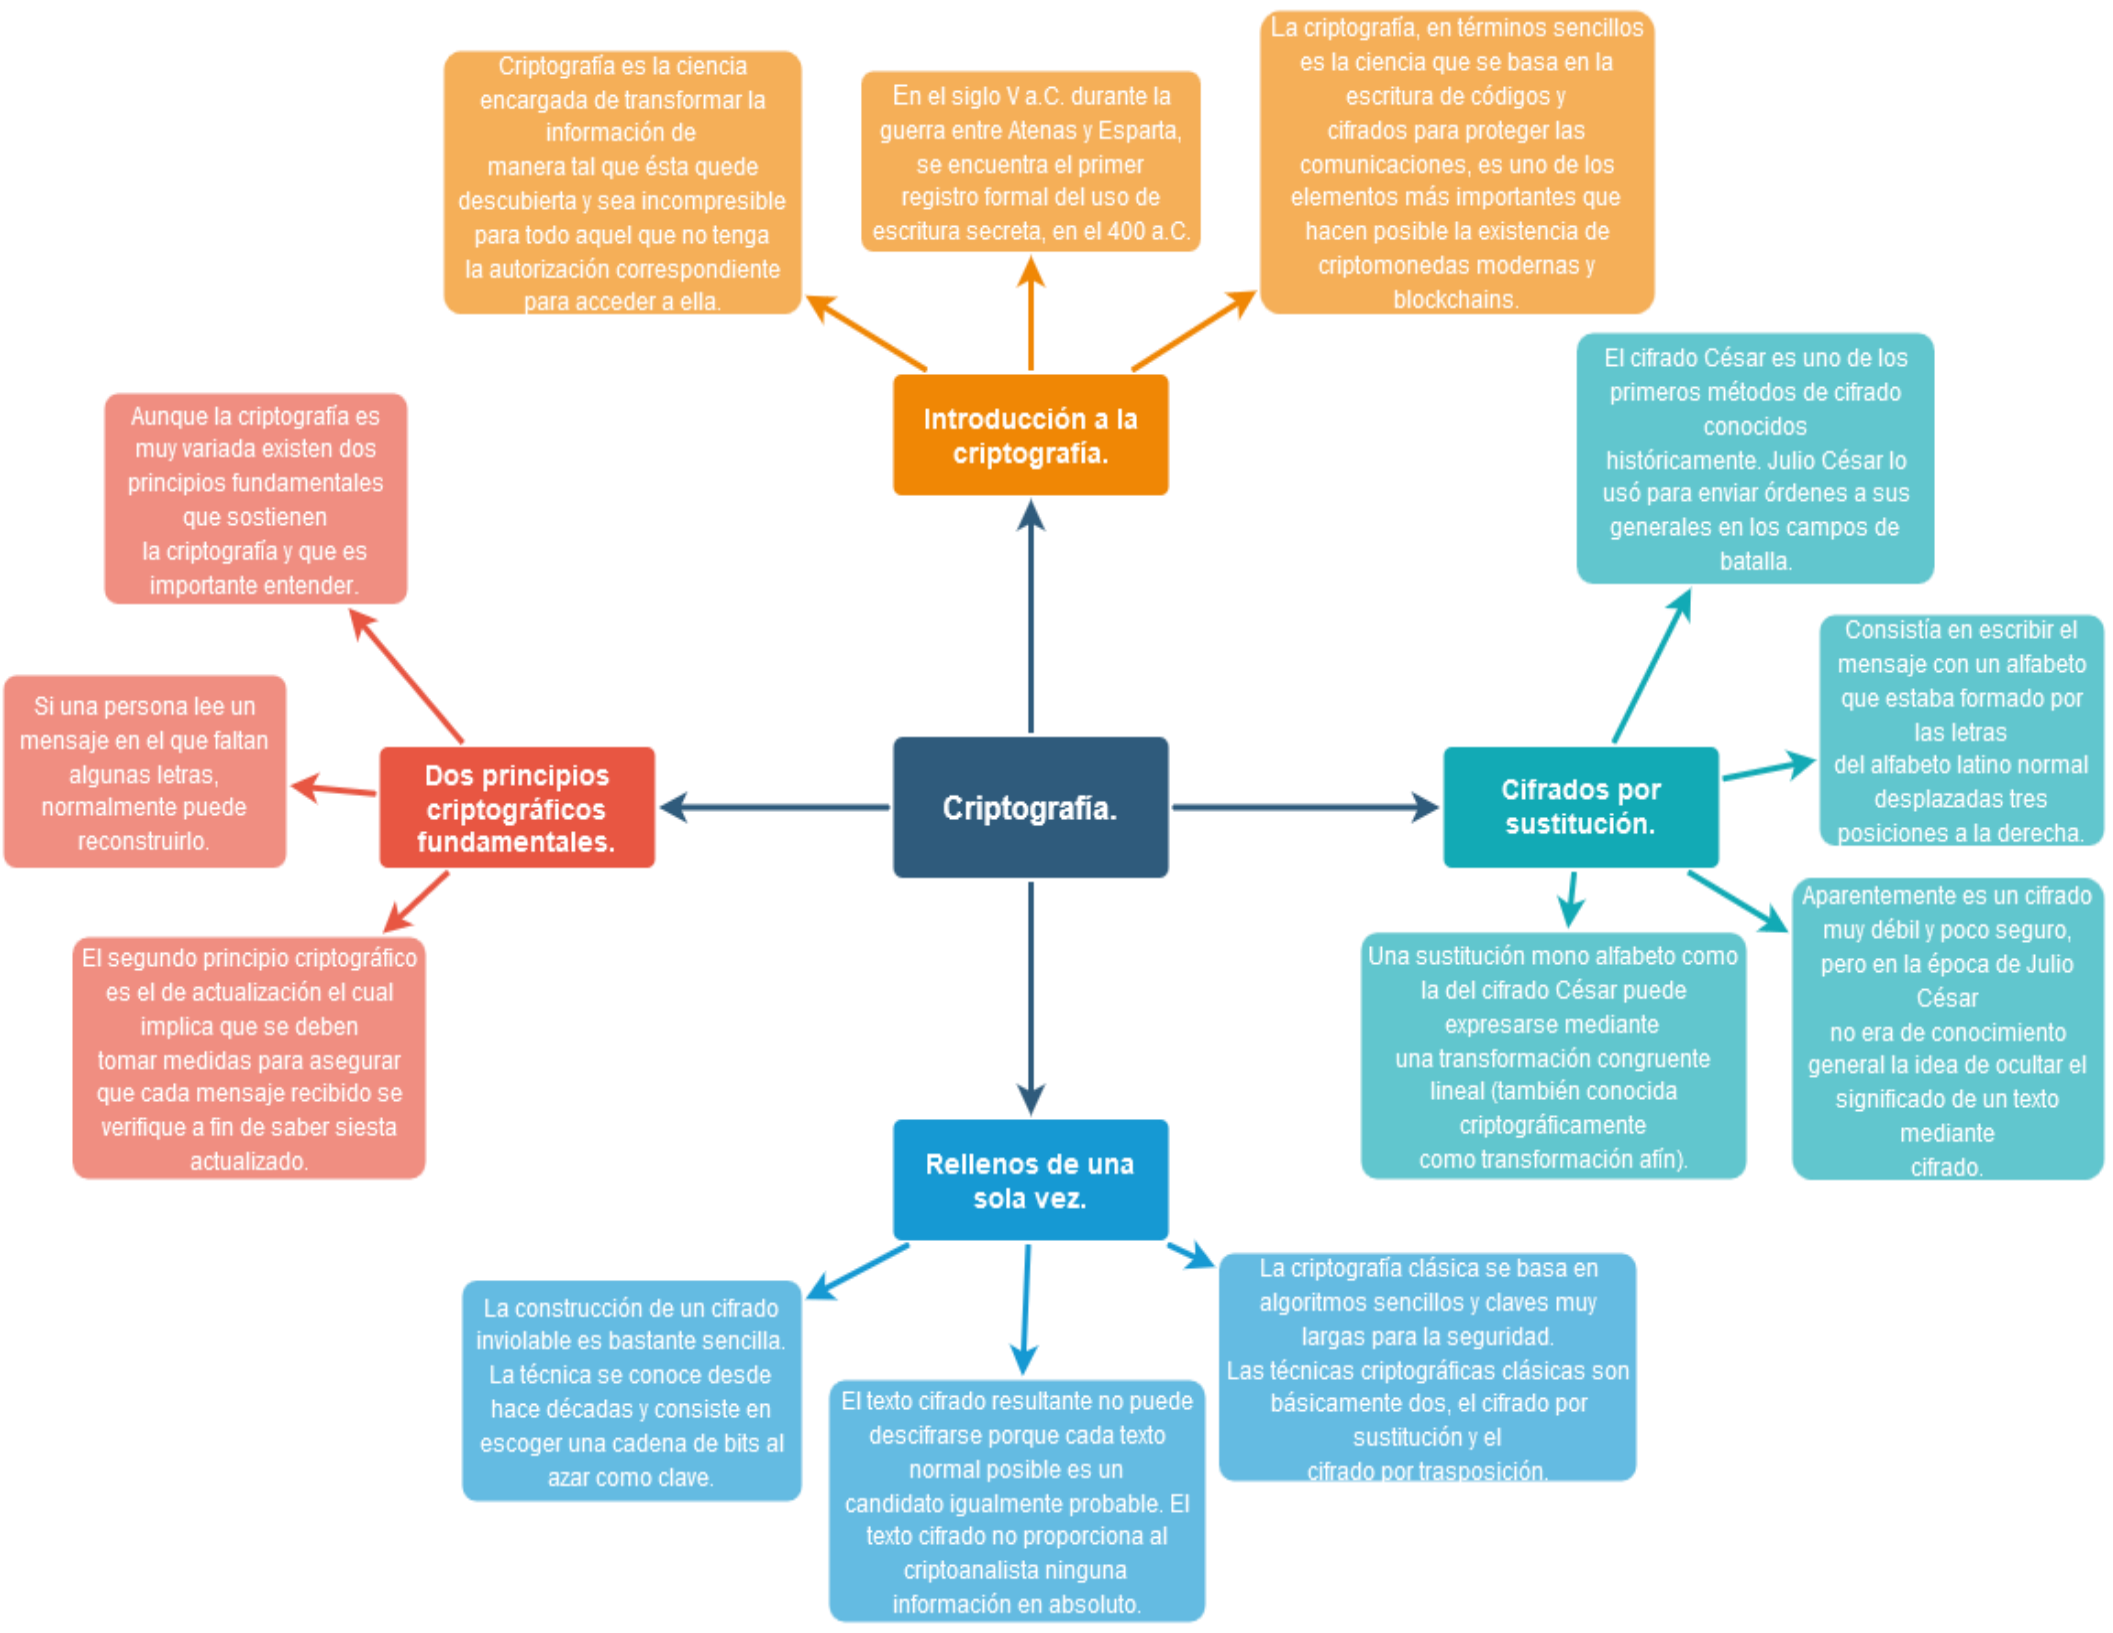 Criptografía es la ciencia
encargada de transformar la
información de
manera tal que ésta quede
descubierta y sea incompresible
para todo aquel que no tenga
la autorización correspondiente
para acceder a ella.
En el siglo V a.C. durante la
guerra entre Atenas y Esparta,
se encuentra el primer
registro formal del uso de
escritura secreta, en el 400 a.C.
La criptografía, en términos sencillos
es la ciencia que se basa en la
escritura de códigos y
cifrados para proteger las
comunicaciones, es uno de los
elementos más importantes que
hacen posible la existencia de
criptomonedas modernas y
blockchains.
Introducción a la
criptografía.
Aunque la criptografía es
muy variada existen dos
principios fundamentales
que sostienen
la criptografía y que es
importante entender.
Si una persona lee un
mensaje en el que faltan
algunas letras,
normalmente puede
reconstruirlo.
El segundo principio criptográfico
es el de actualización el cual
implica que se deben
tomar medidas para asegurar
que cada mensaje recibido se
verifique a fin de saber siesta
actualizado.
Dos principios
criptográficos
fundamentales.
Criptografía.
Cifrados por
sustitución.
El cifrado César es uno de los
primeros métodos de cifrado
conocidos
históricamente. Julio César lo
usó para enviar órdenes a sus
generales en los campos de
batalla.
Consistía en escribir el
mensaje con un alfabeto
que estaba formado por
las letras
del alfabeto latino normal
desplazadas tres
posiciones a la derecha.
Aparentemente es un cifrado
muy débil y poco seguro,
pero en la época de Julio
César
no era de conocimiento
general la idea de ocultar el
significado de un texto
mediante
cifrado.
Una sustitución mono alfabeto como
la del cifrado César puede
expresarse mediante
una transformación congruente
lineal (también conocida
criptográficamente
como transformación afín).
Rellenos de una
sola vez.
La construcción de un cifrado
inviolable es bastante sencilla.
La técnica se conoce desde
hace décadas y consiste en
escoger una cadena de bits al
azar como clave.
El texto cifrado resultante no puede
descifrarse porque cada texto
normal posible es un
candidato igualmente probable. El
texto cifrado no proporciona al
criptoanalista ninguna
información en absoluto.
La criptografía clásica se basa en
algoritmos sencillos y claves muy
largas para la seguridad.
Las técnicas criptográficas clásicas son
básicamente dos, el cifrado por
sustitución y el
cifrado por trasposición.